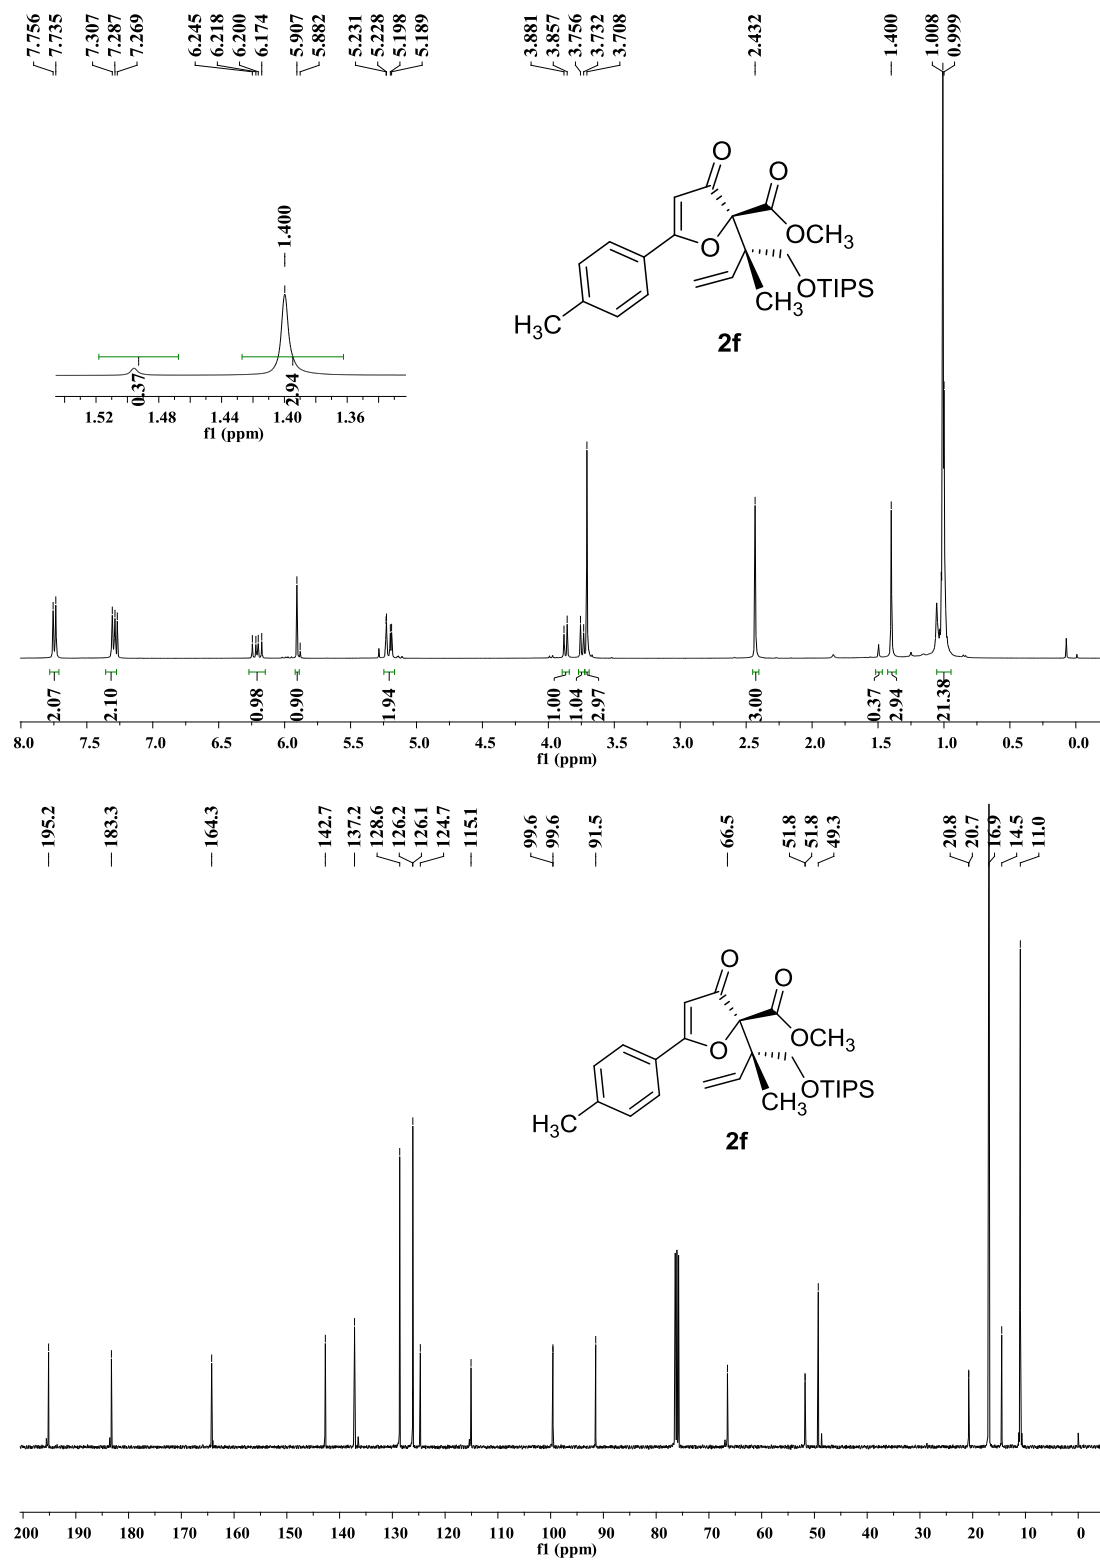 7.756
7.735
7.307
7.287
7.269
6.245
6.218
6.200
6.174
5.907
5.882
5.231
5.228
5.198
5.189
3.881
3.857
3.756
3.732
3.708
2.432
1.400
1.008
0.999
O
O
OCH3
O
OTIPS
CH3
H3C
2f
1.400
0.37
2.94
1.52 1.48 1.44 1.40 1.36
f1 (ppm)
2.07
2.10
0.98
0.90
1.94
1.00
1.04
2.97
3.00
0.37
2.94
21.38
8.0 7.5 7.0 6.5 6.0 5.5 5.0 4.5 4.0 3.5 3.0 2.5 2.0 1.5 1.0 0.5 0.0
f1 (ppm)
195.2
183.3
164.3
142.7
137.2
128.6
126.2
126.1
124.7
115.1
99.6
99.6
91.5
66.5
51.8
51.8
49.3
20.8
20.7
16.9
14.5
11.0
O
O
OCH3
O
OTIPS
CH3
H3C
2f
200 190 180 170 160 150 140 130 120 110 100 90 80 70 60 50 40 30 20 10 0
f1 (ppm)